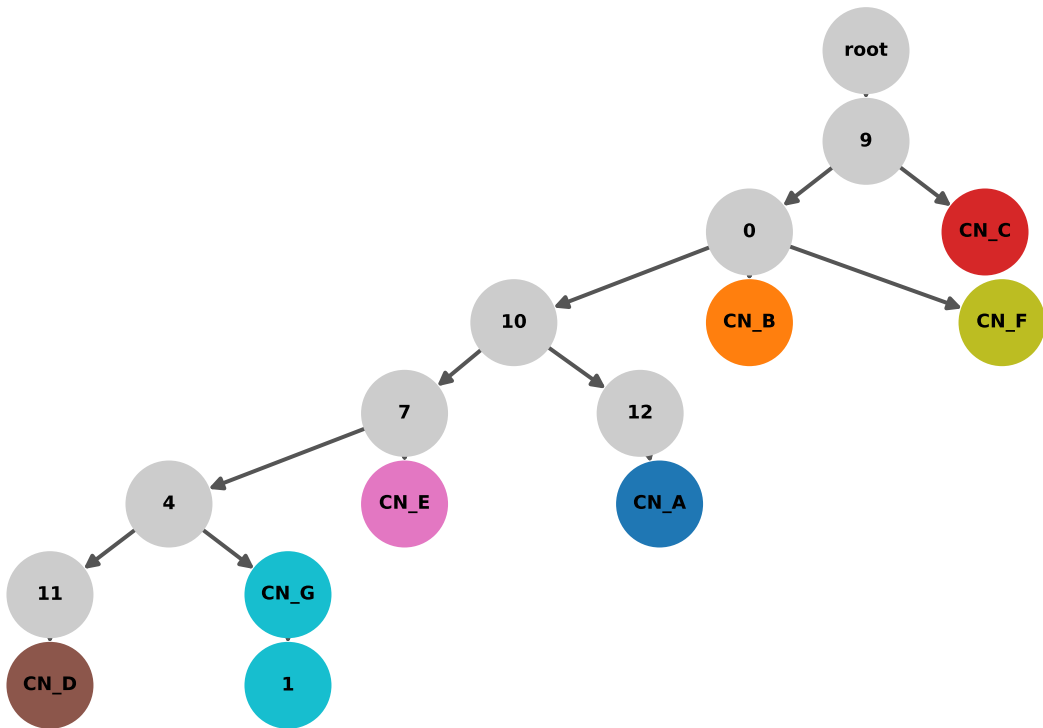 root
9
0
CN_C
10
CN_B
CN_F
7
12
4
CN_E
CN_A
11
CN_G
CN_D
1